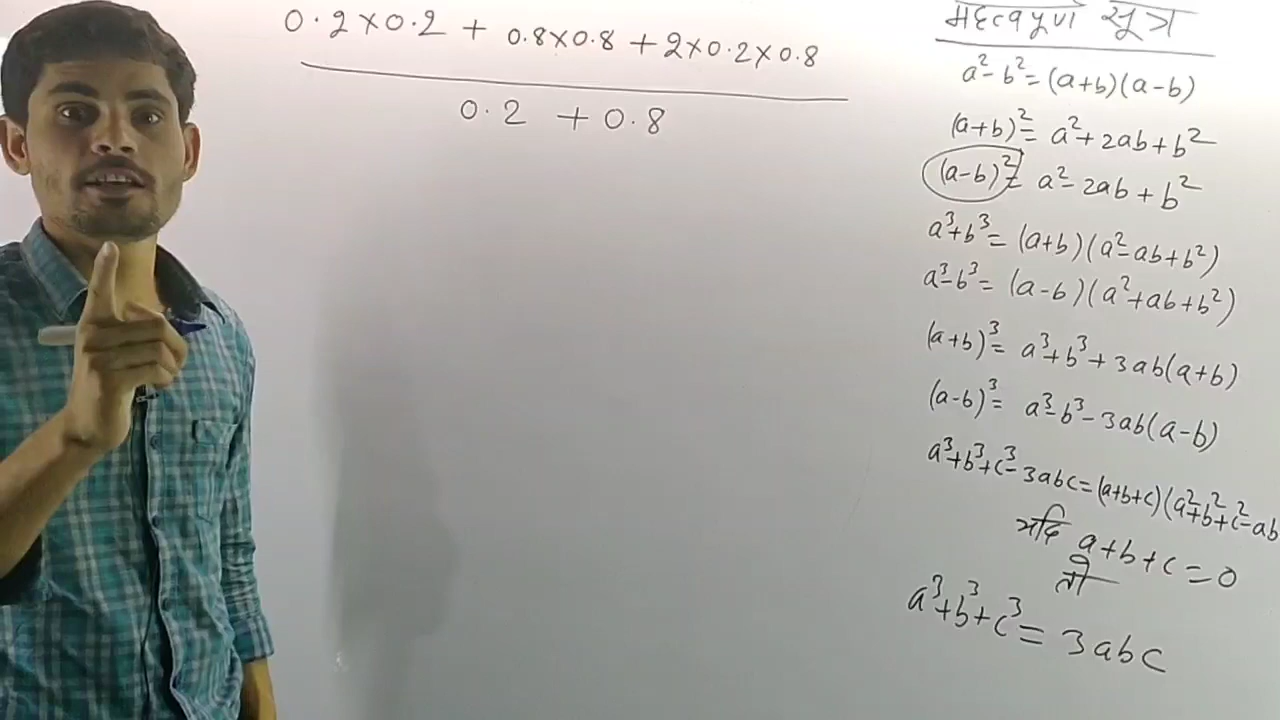 0.2×0.2 + 0.8×0.8 + 2×0.2×0.8
0.2 + 0.8
महत्वपूर्ण सूत्र
a²-b²=(a+b)(a-b)
(a+b)²= a²+2ab+b²
(a-b)²= a²-2ab+b²
a³+b³= (a+b)(a²-ab+b²)
a³-b³= (a-b)(a²+ab+b²)
(a+b)³= a³+b³+3ab(a+b)
(a-b)³= a³-b³-3ab(a-b)
a³+b³+c³-3abc=(a+b+c)(a²+b²+c²-ab
यदि a+b+c=0
तो
a³+b³+c³= 3abc